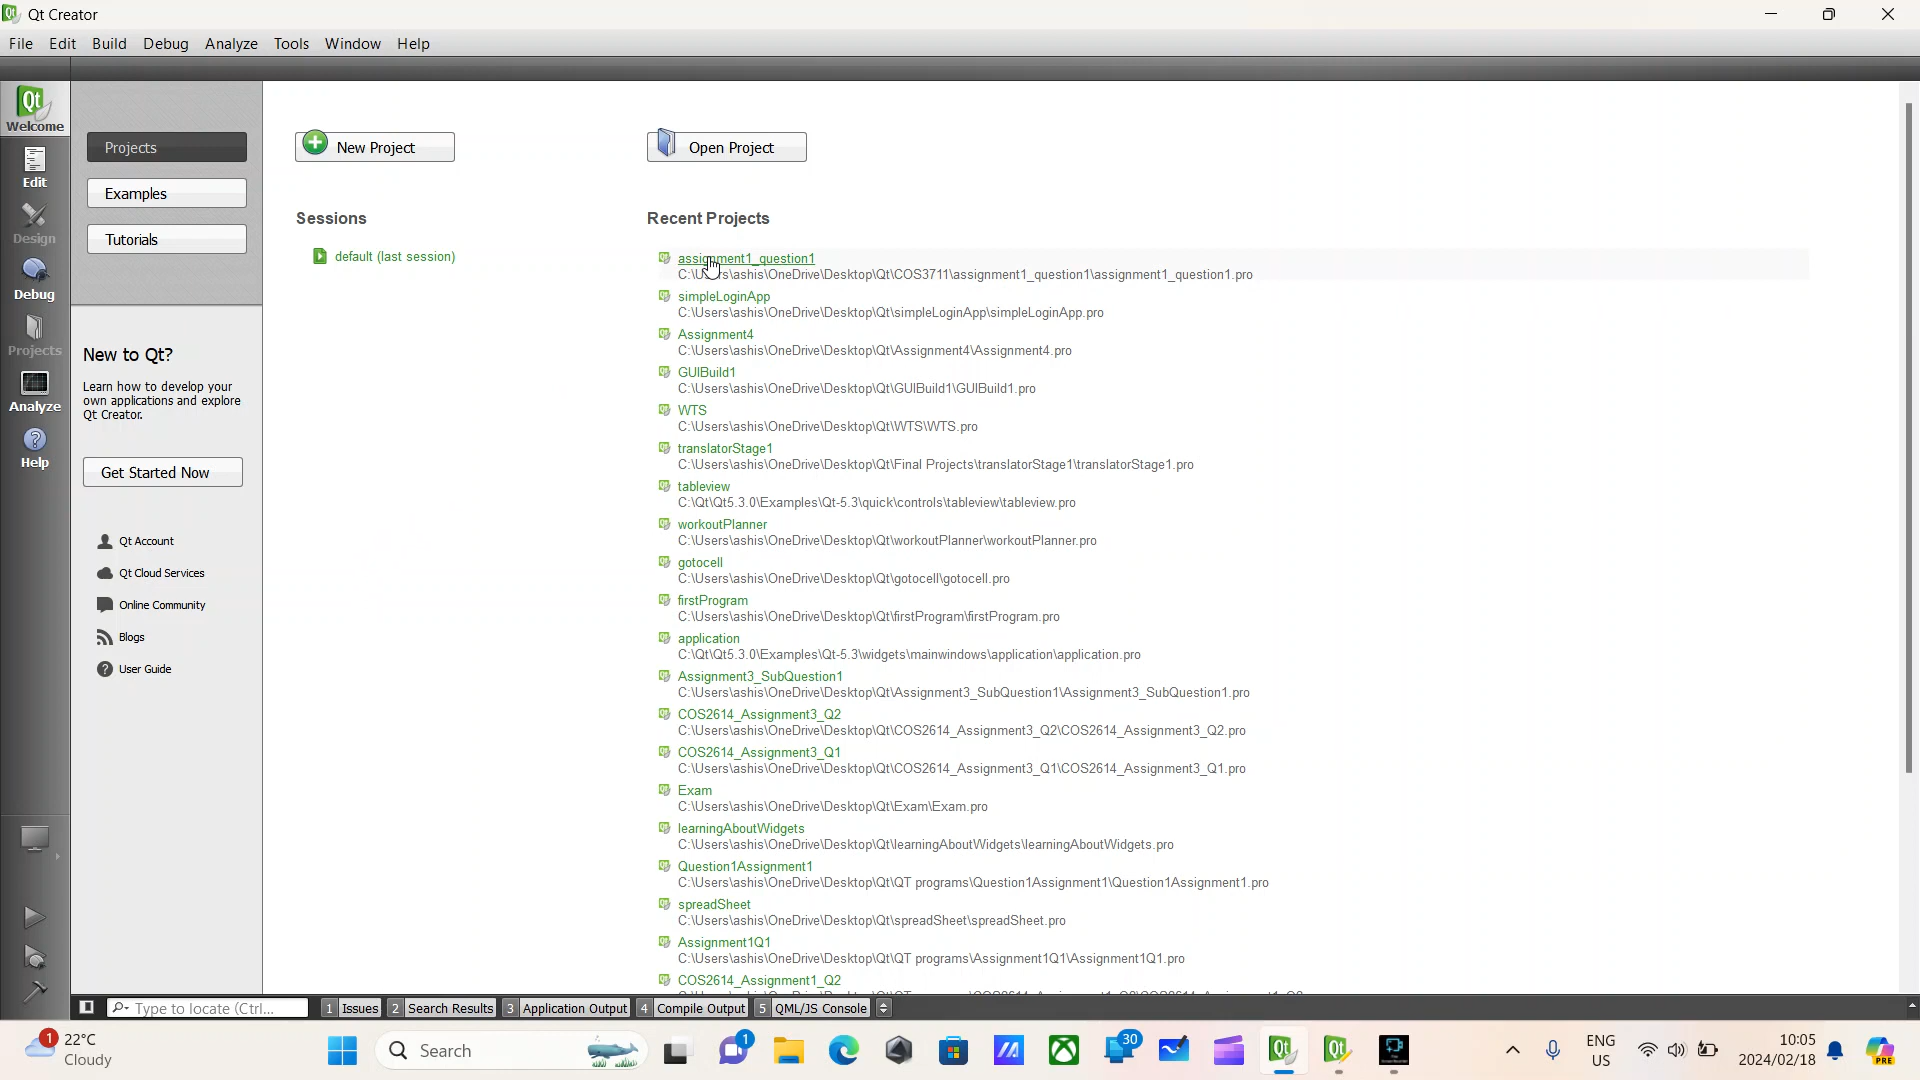 Qt Creator
File Edit Build Debug Analyze Tools Window Help
Welcome
Edit
Design
Debug
Projects
Analyze
Help
Projects
Examples
Tutorials
New to Qt?
Learn how to develop your
own applications and explore
Qt Creator.
Get Started Now
Qt Account
Qt Cloud Services
Online Community
Blogs
User Guide
New Project
Open Project
Sessions
default (last session)
Recent Projects
assignment1_question1
C:\Users\ashis\OneDrive\Desktop\Qt\COS3711\assignment1_question1\assignment1_question1.pro
simpleLoginApp
C:\Users\ashis\OneDrive\Desktop\Qt\simpleLoginApp\simpleLoginApp.pro
Assignment4
C:\Users\ashis\OneDrive\Desktop\Qt\Assignment4\Assignment4.pro
GUIBuild1
C:\Users\ashis\OneDrive\Desktop\Qt\GUIBuild1\GUIBuild1.pro
WTS
C:\Users\ashis\OneDrive\Desktop\Qt\WTS\WTS.pro
translatorStage1
C:\Users\ashis\OneDrive\Desktop\Qt\Final Projects\translatorStage1\translatorStage1.pro
tableview
C:\Qt\Qt5.3.0\Examples\Qt-5.3\quick\controls\tableview\tableview.pro
workoutPlanner
C:\Users\ashis\OneDrive\Desktop\Qt\workoutPlanner\workoutPlanner.pro
gotocell
C:\Users\ashis\OneDrive\Desktop\Qt\gotocell\gotocell.pro
firstProgram
C:\Users\ashis\OneDrive\Desktop\Qt\firstProgram\firstProgram.pro
application
C:\Qt\Qt5.3.0\Examples\Qt-5.3\widgets\mainwindows\application\application.pro
Assignment3_SubQuestion1
C:\Users\ashis\OneDrive\Desktop\Qt\Assignment3_SubQuestion1\Assignment3_SubQuestion1.pro
COS2614_Assignment3_Q2
C:\Users\ashis\OneDrive\Desktop\Qt\COS2614_Assignment3_Q2\COS2614_Assignment3_Q2.pro
COS2614_Assignment3_Q1
C:\Users\ashis\OneDrive\Desktop\Qt\COS2614_Assignment3_Q1\COS2614_Assignment3_Q1.pro
Exam
C:\Users\ashis\OneDrive\Desktop\Qt\Exam\Exam.pro
learningAboutWidgets
C:\Users\ashis\OneDrive\Desktop\Qt\learningAboutWidgets\learningAboutWidgets.pro
Question1Assignment1
C:\Users\ashis\OneDrive\Desktop\Qt\QT programs\Question1Assignment1\Question1Assignment1.pro
spreadSheet
C:\Users\ashis\OneDrive\Desktop\Qt\spreadSheet\spreadSheet.pro
Assignment1Q1
C:\Users\ashis\OneDrive\Desktop\Qt\QT programs\Assignment1Q1\Assignment1Q1.pro
COS2614_Assignment1_Q2
Type to locate (Ctrl... 1 Issues 2 Search Results 3 Application Output 4 Compile Output 5 QML/JS Console
1 22°C
Cloudy
Search
1
30
ENG
US
10:05
2024/02/18
PRE